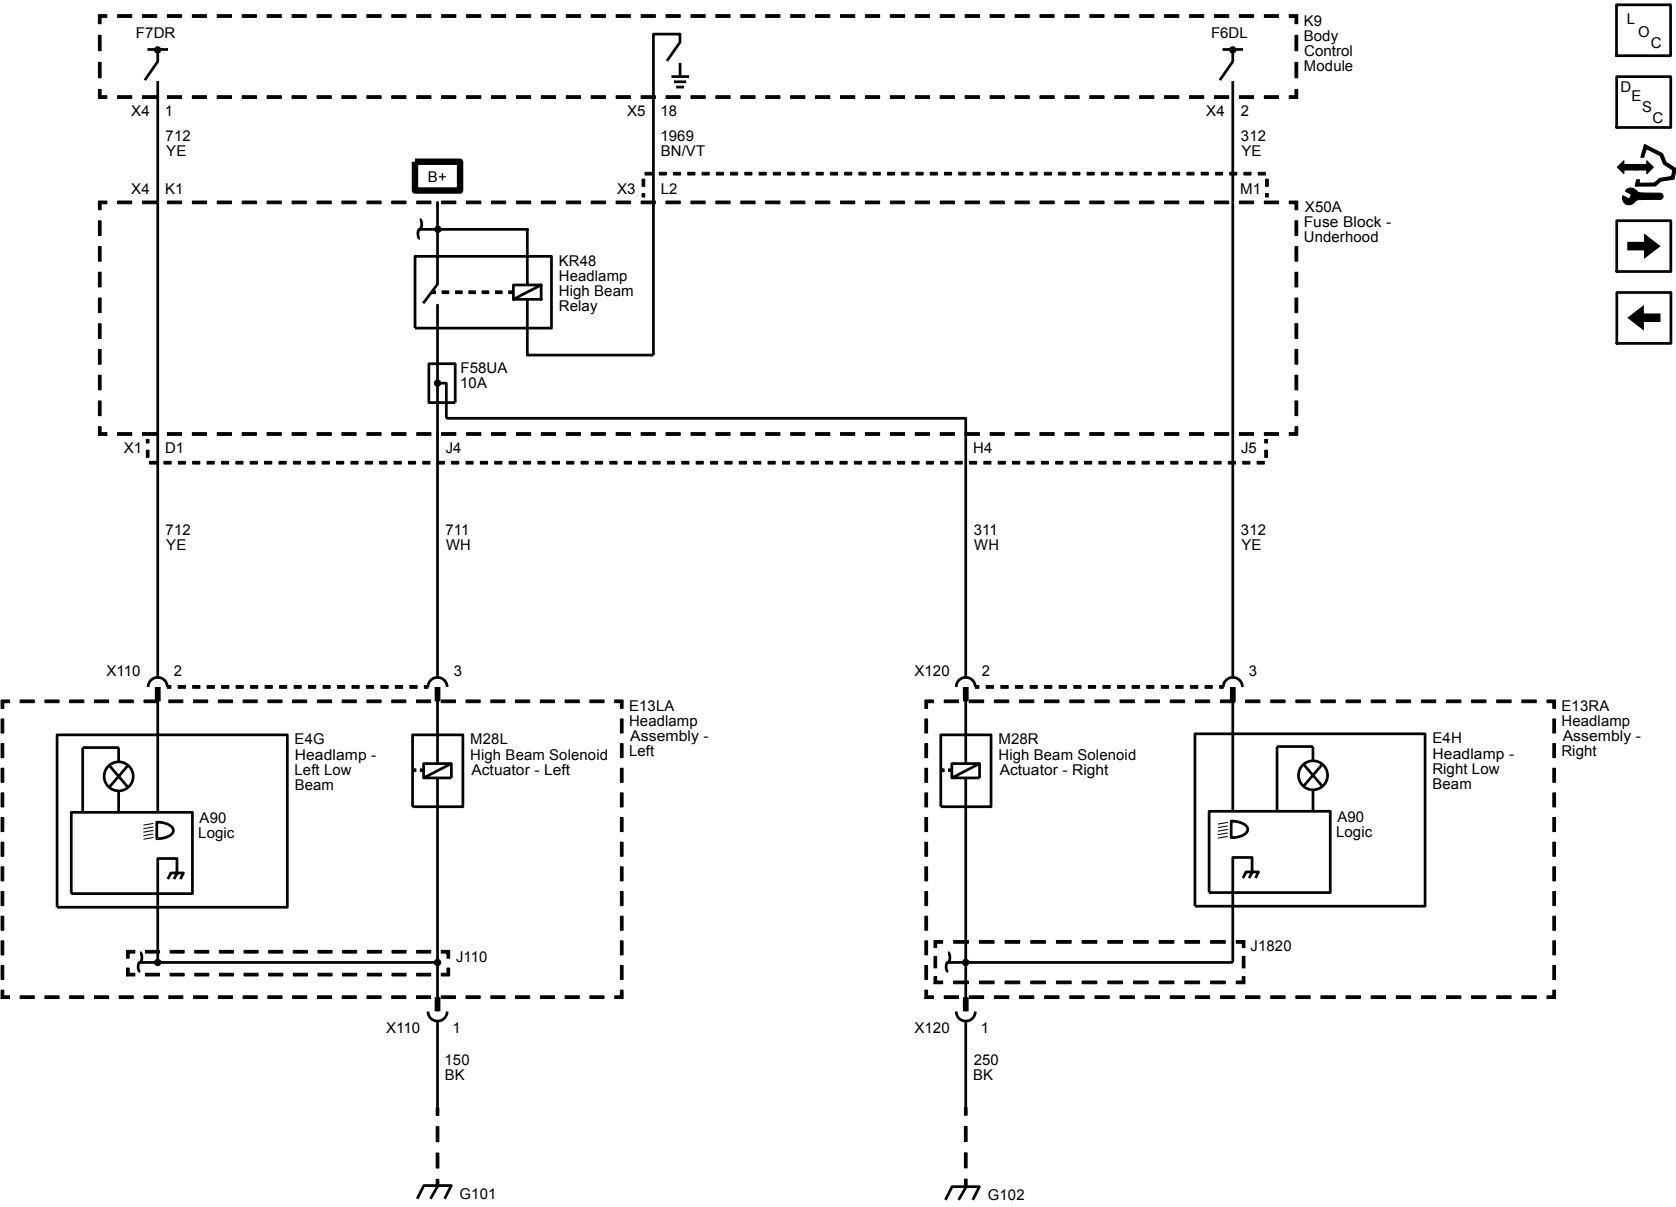 F7DR
F6DL
K9
Body
Control
Module
L
O
C
X4 1
X5 18
X4 2
D
E
S
C
712
YE
1969
BN/VT
312
YE
B+
X4 K1
X3 L2
M1
X50A
Fuse Block -
Underhood
KR48
Headlamp
High Beam
Relay
F58UA
10A
X1 D1
J4
H4
J5
712
YE
711
WH
311
WH
312
YE
X110 2
3
X120 2
3
E13LA
Headlamp
Assembly -
Left
E13RA
Headlamp
Assembly -
Right
E4G
Headlamp -
Left Low
Beam
M28L
High Beam Solenoid
Actuator - Left
M28R
High Beam Solenoid
Actuator - Right
E4H
Headlamp -
Right Low
Beam
A90
Logic
A90
Logic
J110
J1820
X110 1
X120 1
150
BK
250
BK
G101
G102